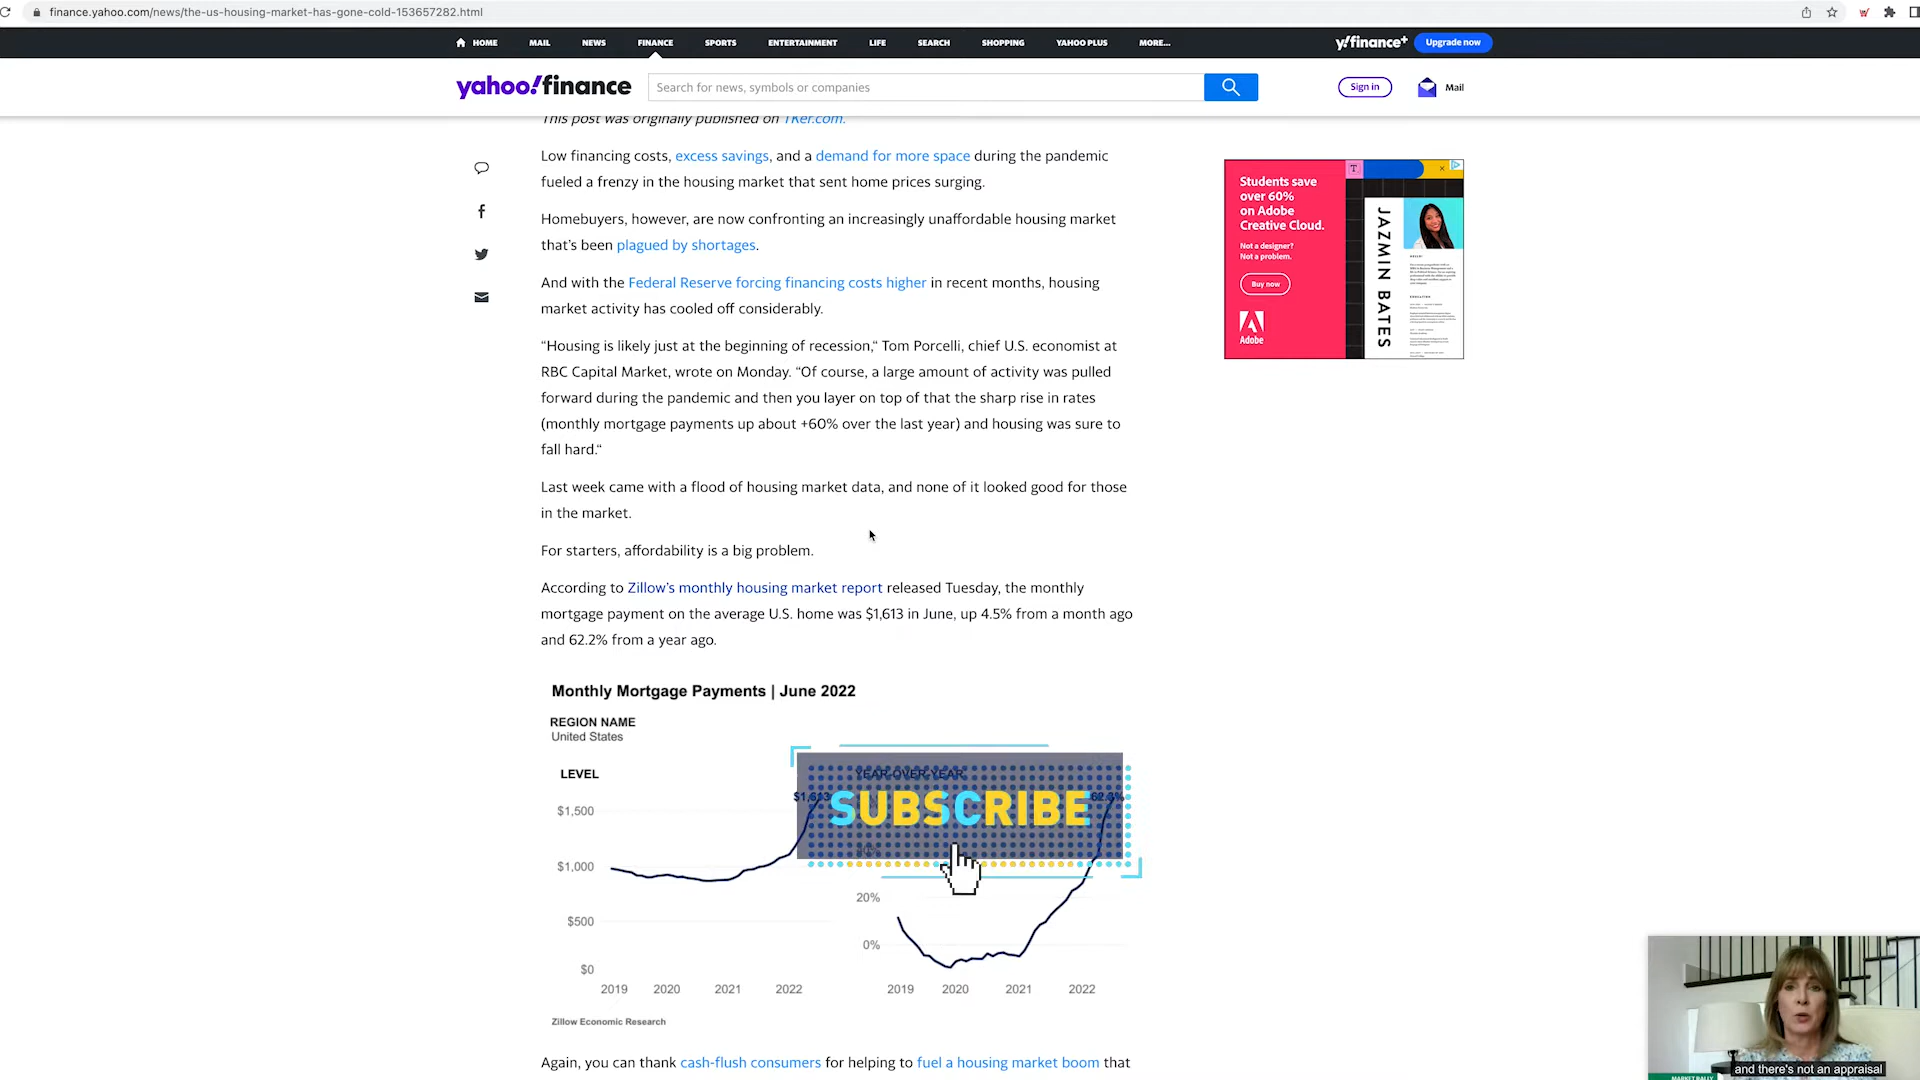 finance.yahoo.com/news/the-us-housing-market-has-gone-cold-153657282.html
HOME MAIL NEWS FINANCE SPORTS ENTERTAINMENT LIFE SEARCH SHOPPING YAHOO PLUS MORE...
y!finance+ Upgrade now
yahoo!finance
Search for news, symbols or companies
Sign in
Mail
This post was originally published on TKer.com.
Low financing costs, excess savings, and a demand for more space during the pandemic
fueled a frenzy in the housing market that sent home prices surging.
Homebuyers, however, are now confronting an increasingly unaffordable housing market
that's been plagued by shortages.
And with the Federal Reserve forcing financing costs higher in recent months, housing
market activity has cooled off considerably.
“Housing is likely just at the beginning of recession,“ Tom Porcelli, chief U.S. economist at
RBC Capital Market, wrote on Monday. “Of course, a large amount of activity was pulled
forward during the pandemic and then you layer on top of that the sharp rise in rates
(monthly mortgage payments up about +60% over the last year) and housing was sure to
fall hard.“
Last week came with a flood of housing market data, and none of it looked good for those
in the market.
For starters, affordability is a big problem.
According to Zillow's monthly housing market report released Tuesday, the monthly
mortgage payment on the average U.S. home was $1,613 in June, up 4.5% from a month ago
and 62.2% from a year ago.
Monthly Mortgage Payments | June 2022
REGION NAME
United States
LEVEL
YEAR-OVER-YEAR
$1,613
$1,500
$1,000
$500
$0
2019 2020 2021 2022
SUBSCRIBE
20%
0%
2019 2020 2021 2022
Zillow Economic Research
Again, you can thank cash-flush consumers for helping to fuel a housing market boom that
Students save
over 60%
on Adobe
Creative Cloud.
Not a designer?
Not a problem.
Buy now
Adobe
T
JAZMIN BATES
and there's not an appraisal
MARKET RALLY